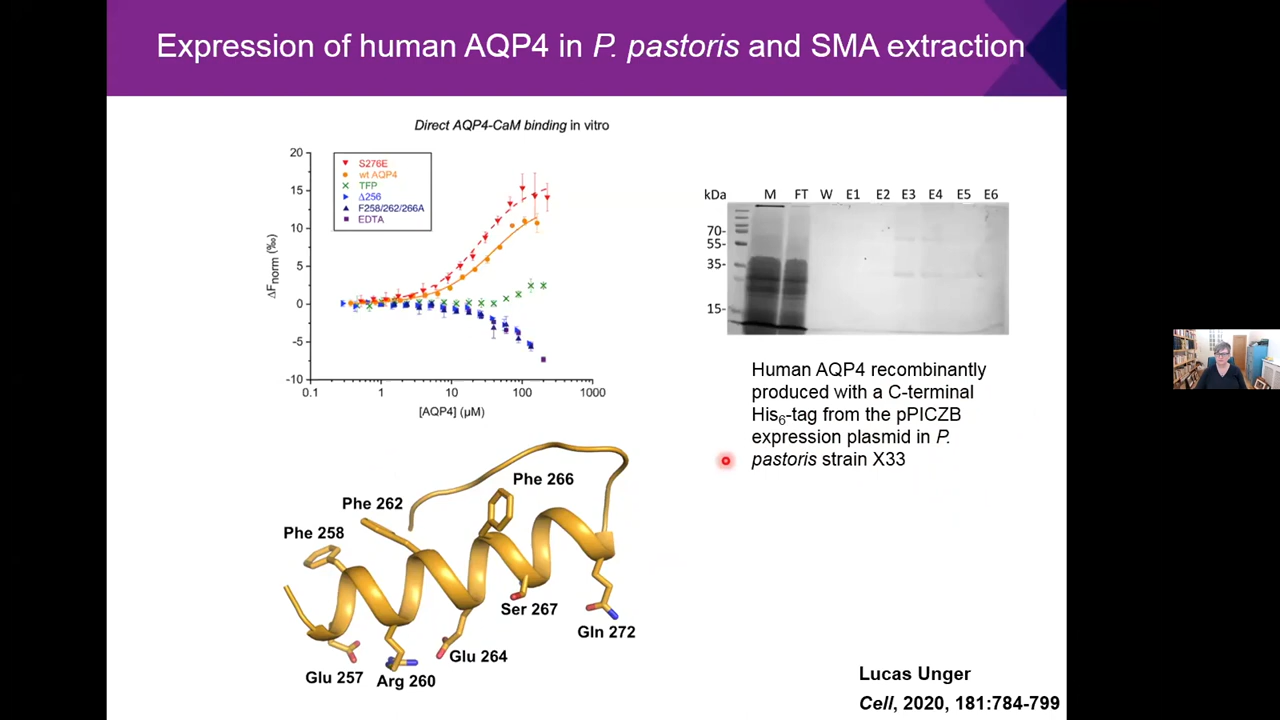 Expression of human AQP4 in P. pastoris and SMA extraction
Direct AQP4-CaM binding in vitro
20
15
10
5
0
-5
-10
ΔFnorm (‰)
S276E
wt AQP4
TFP
Δ256
F258/262/266A
EDTA
0.1 1 10 100 1000
[AQP4] (µM)
kDa M FT W E1 E2 E3 E4 E5 E6
70-
55-
35-
15-
Human AQP4 recombinantly
produced with a C-terminal
His6-tag from the pPICZB
expression plasmid in P.
pastoris strain X33
Phe 266
Phe 262
Phe 258
Ser 267
Gln 272
Glu 264
Glu 257
Arg 260
Lucas Unger
Cell, 2020, 181:784-799